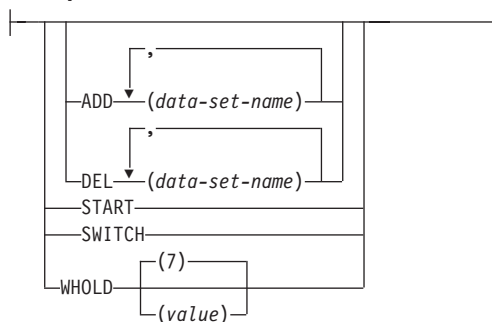 ,
ADD (data-set-name)
,
DEL (data-set-name)
START
SWITCH
(7)
WHOLD
(value)